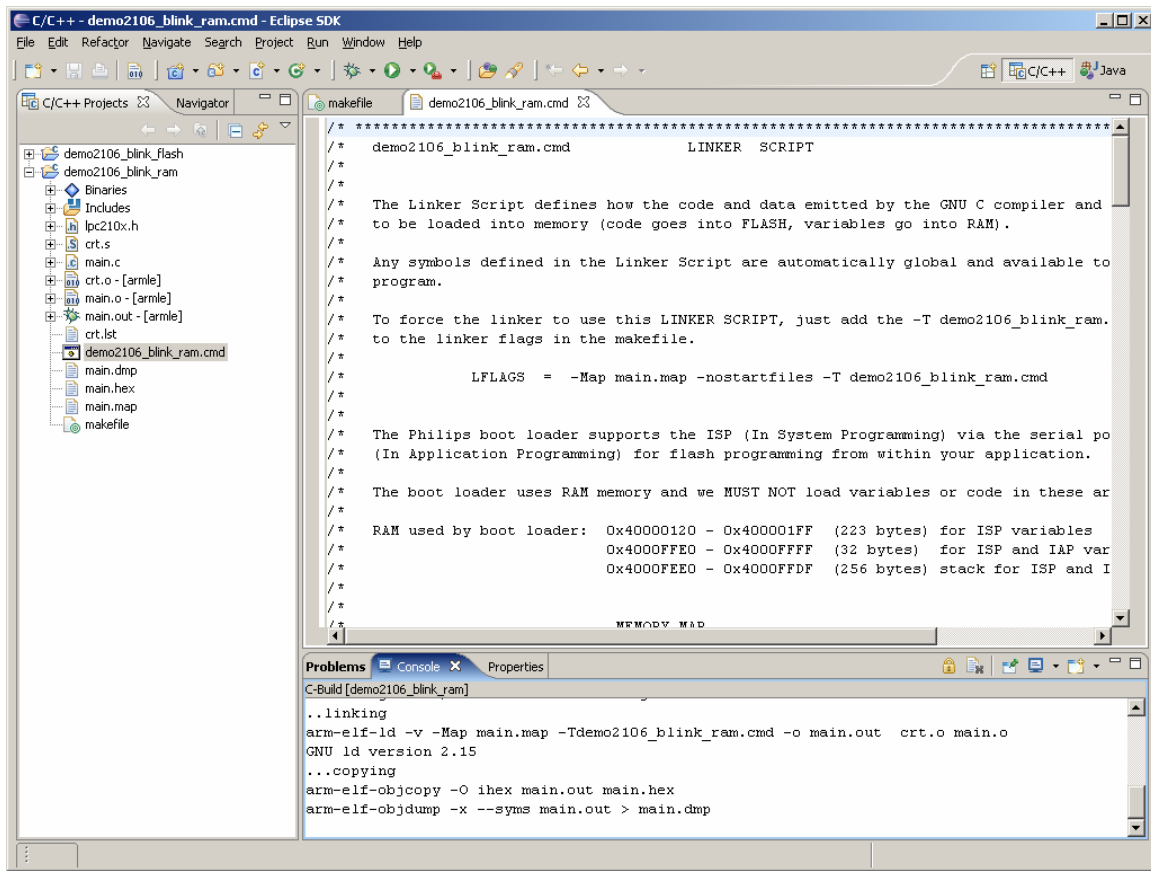 C/C++ - demo2106_blink_ram.cmd - Eclipse SDK
File Edit Refactor Navigate Search Project Run Window Help
C/C++ Java
C/C++ Projects Navigator
demo2106_blink_flash
demo2106_blink_ram
Binaries
Includes
lpc210x.h
crt.s
main.c
crt.o - [armle]
main.o - [armle]
main.out - [armle]
crt.lst
demo2106_blink_ram.cmd
main.dmp
main.hex
main.map
makefile
makefile demo2106_blink_ram.cmd
/* ************************************************************************************
/* demo2106_blink_ram.cmd LINKER SCRIPT
/*
/*
/* The Linker Script defines how the code and data emitted by the GNU C compiler and
/* to be loaded into memory (code goes into FLASH, variables go into RAM).
/*
/* Any symbols defined in the Linker Script are automatically global and available to
/* program.
/*
/* To force the linker to use this LINKER SCRIPT, just add the -T demo2106_blink_ram.
/* to the linker flags in the makefile.
/*
/* LFLAGS = -Map main.map -nostartfiles -T demo2106_blink_ram.cmd
/*
/*
/* The Philips boot loader supports the ISP (In System Programming) via the serial po
/* (In Application Programming) for flash programming from within your application.
/*
/* The boot loader uses RAM memory and we MUST NOT load variables or code in these ar
/*
/* RAM used by boot loader: 0x40000120 - 0x400001FF (223 bytes) for ISP variables
/* 0x4000FFE0 - 0x4000FFFF (32 bytes) for ISP and IAP var
/* 0x4000FEE0 - 0x4000FFDF (256 bytes) stack for ISP and I
/*
/*
/* MEMORY MAP
Problems Console Properties
C-Build [demo2106_blink_ram]
..linking
arm-elf-ld -v -Map main.map -Tdemo2106_blink_ram.cmd -o main.out crt.o main.o
GNU ld version 2.15
...copying
arm-elf-objcopy -O ihex main.out main.hex
arm-elf-objdump -x --syms main.out > main.dmp